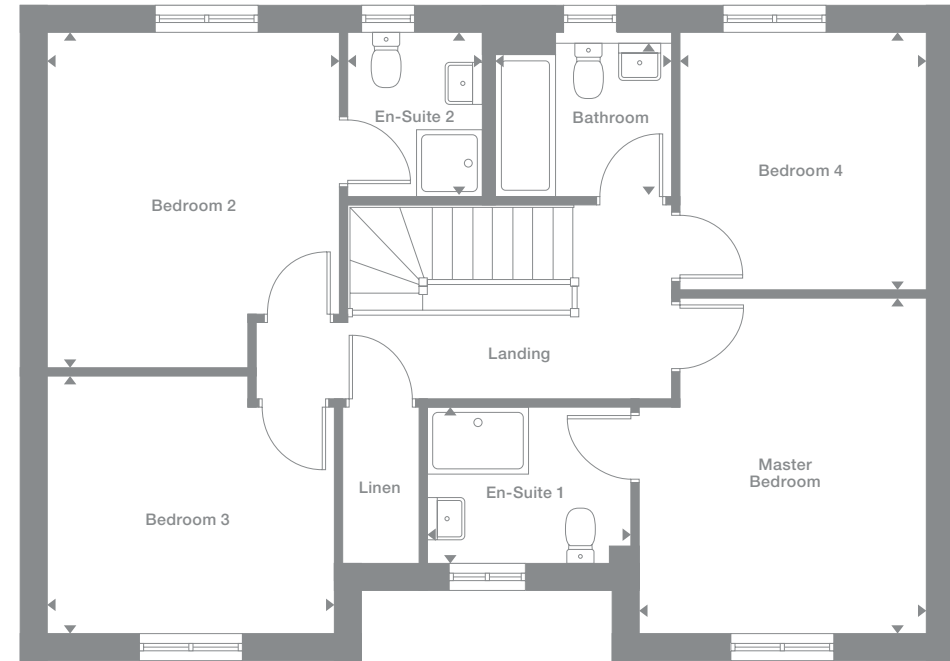 En-Suite 2
Bathroom
Bedroom 4
Bedroom 2
Landing
Master
Bedroom
Linen
En-Suite 1
Bedroom 3